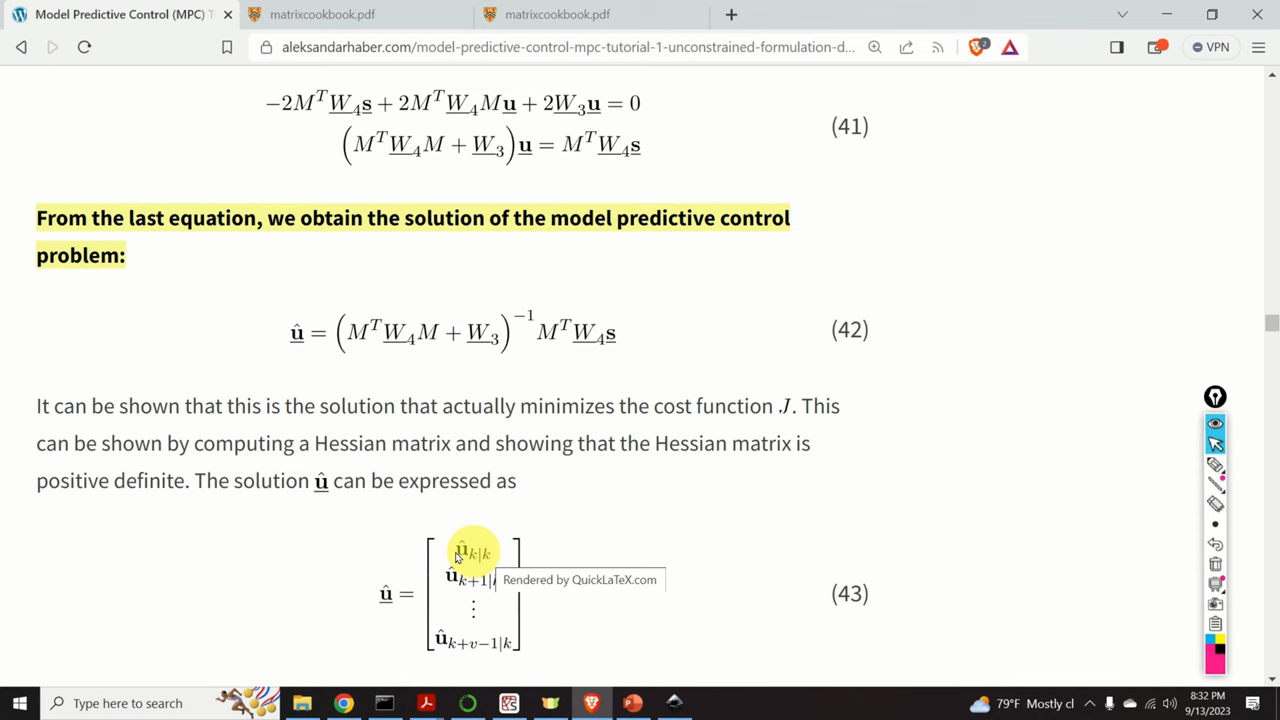 Model Predictive Control (MPC) T
matrixcookbook.pdf
matrixcookbook.pdf
aleksandarhaber.com/model-predictive-control-mpc-tutorial-1-unconstrained-formulation-d...
2
VPN
−2M^T W_4 s + 2M^T W_4 M u + 2W_3 u = 0
(M^T W_4 M + W_3) u = M^T W_4 s
(41)
From the last equation, we obtain the solution of the model predictive control
problem:
û = (M^T W_4 M + W_3)^{−1} M^T W_4 s (42)
It can be shown that this is the solution that actually minimizes the cost function J. This
can be shown by computing a Hessian matrix and showing that the Hessian matrix is
positive definite. The solution û can be expressed as
û_{k|k}
û_{k+1|
Rendered by QuickLaTeX.com
û = (43)
⋮
û_{k+v−1|k}
Type here to search
79°F Mostly cl
8:32 PM
9/13/2023